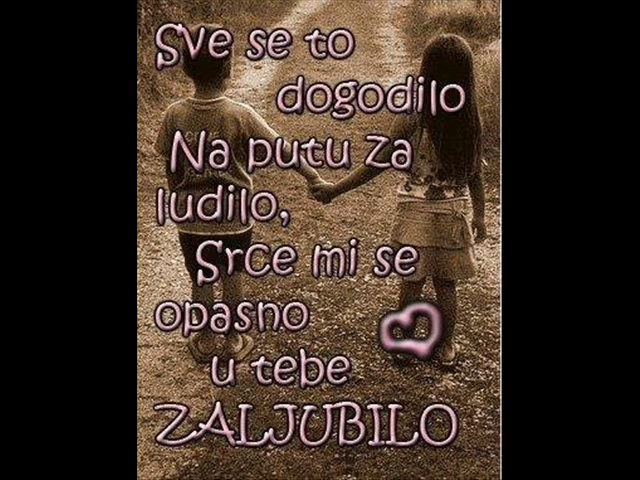 Sve se to
dogodilo
Na putu za
ludilo,
Srce mi se
opasno
u tebe
ZALJUBILO